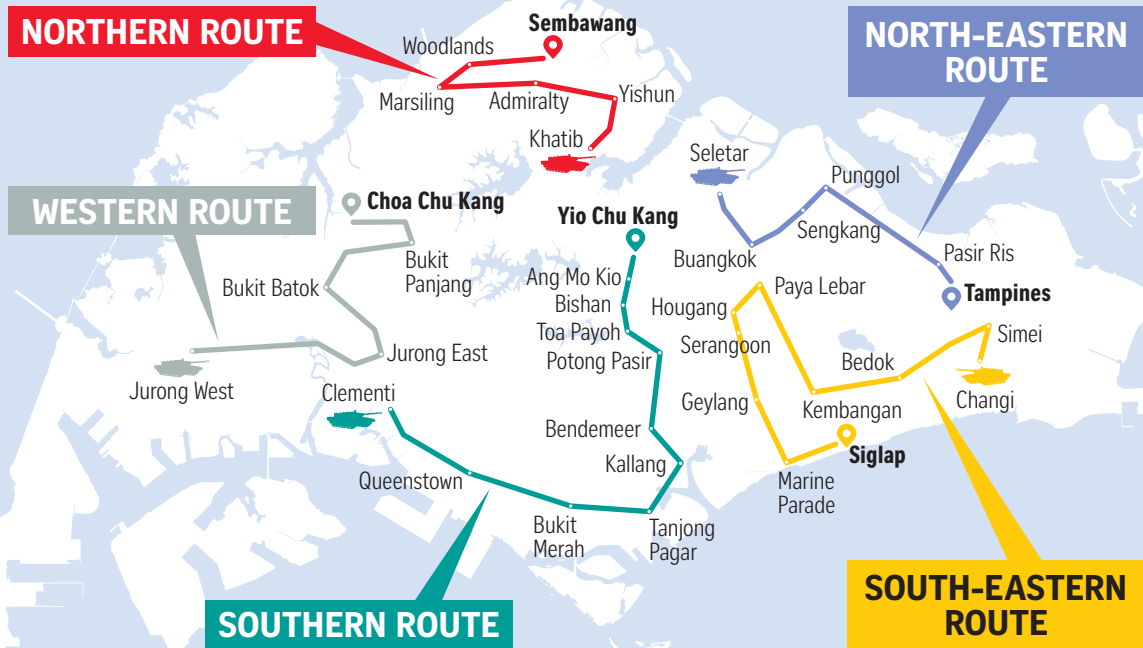 NORTHERN ROUTE
Sembawang
Woodlands
Marsiling
Admiralty
Yishun
Khatib
NORTH-EASTERN
ROUTE
Seletar
Punggol
Sengkang
Buangkok
Pasir Ris
Tampines
WESTERN ROUTE
Choa Chu Kang
Bukit
Panjang
Bukit Batok
Jurong East
Jurong West
Yio Chu Kang
Ang Mo Kio
Bishan
Toa Payoh
Potong Pasir
Bendemeer
Kallang
Tanjong
Pagar
Bukit
Merah
Queenstown
Clementi
SOUTHERN ROUTE
Paya Lebar
Hougang
Serangoon
Geylang
Marine
Parade
Siglap
Kembangan
Bedok
Simei
Changi
SOUTH-EASTERN
ROUTE